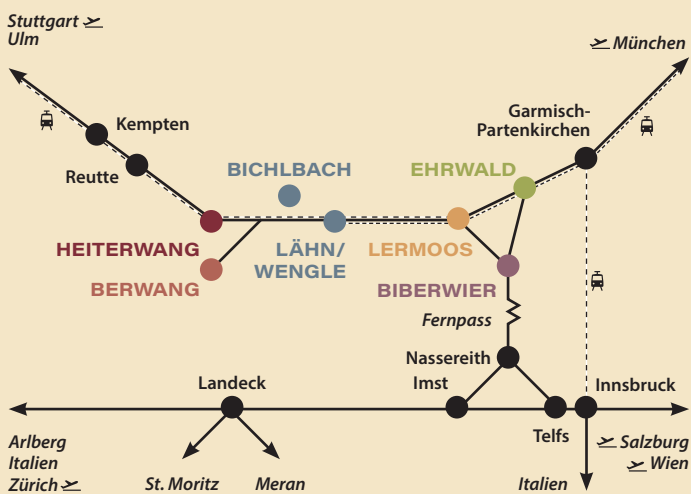 Stuttgart
Ulm
München
Garmisch-
Partenkirchen
Kempten
Reutte
BICHLBACH
EHRWALD
HEITERWANG
BERWANG
LÄHN/
WENGLE
LERMOOS
BIBERWIER
Fernpass
Nassereith
Imst
Landeck
Innsbruck
Telfs
Arlberg
Italien
Zürich
St. Moritz
Meran
Salzburg
Wien
Italien